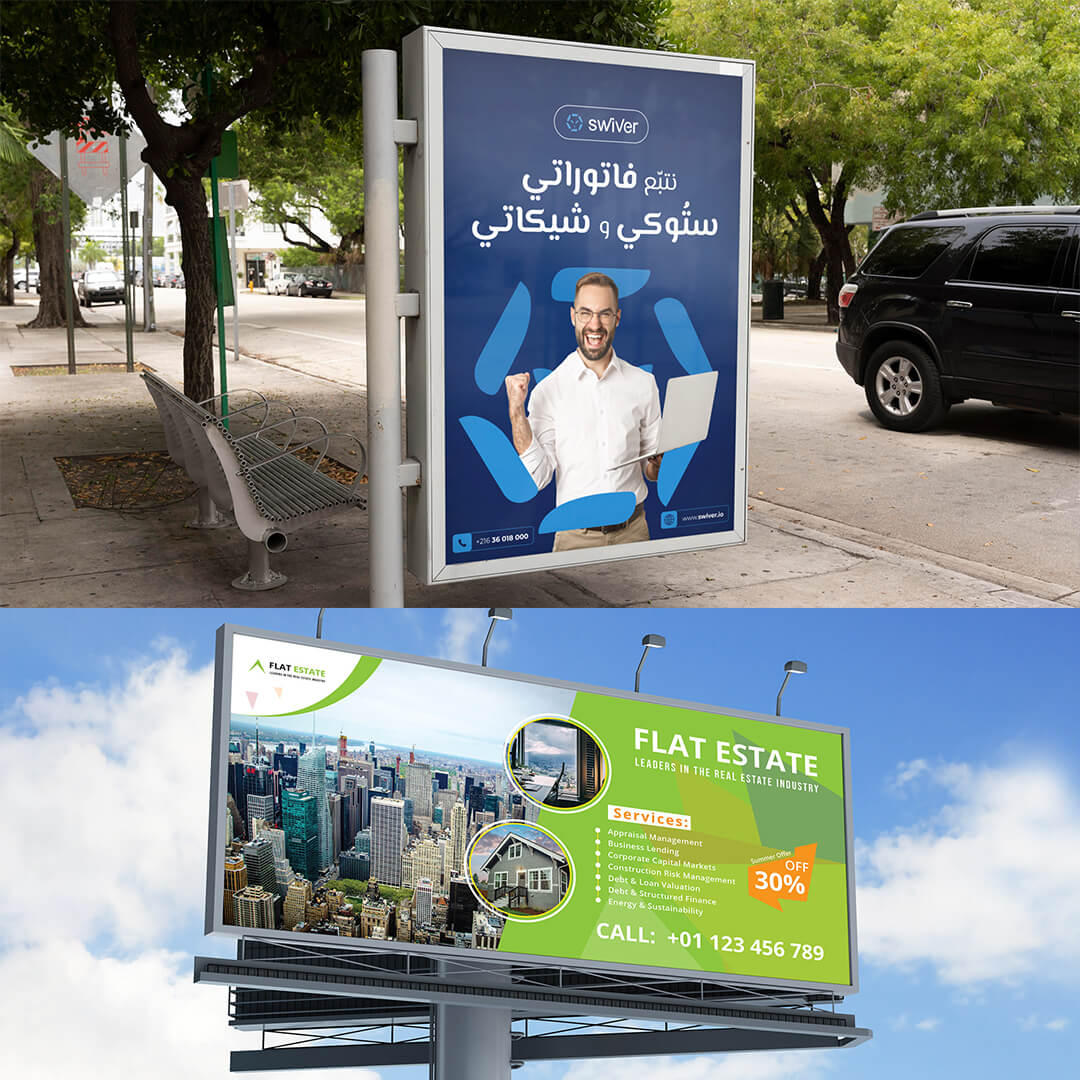 swiver
نتبّع فاتوراتي
ستُوكي و شيكاتي
+216 36 018 000
www.swiver.io
FLAT ESTATE
LEADERS IN THE REAL ESTATE INDUSTRY
FLAT ESTATE
LEADERS IN THE REAL ESTATE INDUSTRY
Services:
Appraisal Management
Business Lending
Corporate Capital Markets
Construction Risk Management
Debt & Loan Valuation
Debt & Structured Finance
Energy & Sustainability
Summer Offer
OFF
30%
CALL: +01 123 456 789